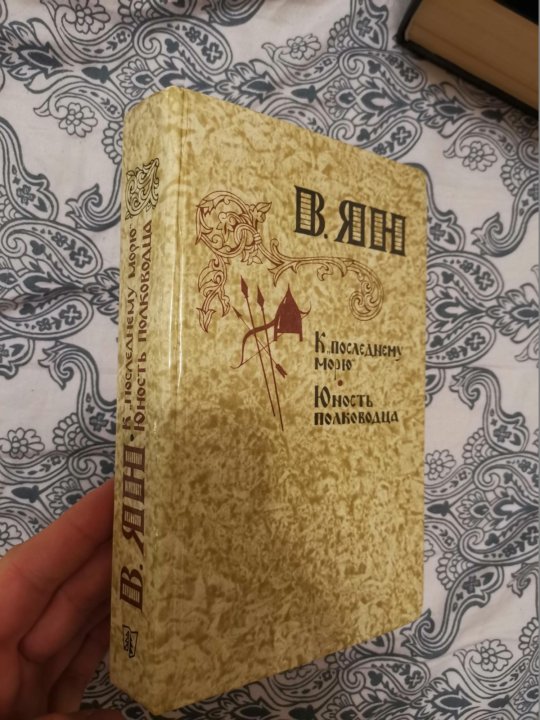 В. ЯН
К „последнему
морю“
•
Юность
полководца
В. ЯН • К „последнему морю“
Юность полководца